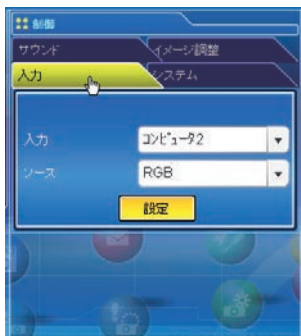 制御
サウンド
イメージ調整
入力
システム
入力
コンピュータ2
ソース
RGB
設定